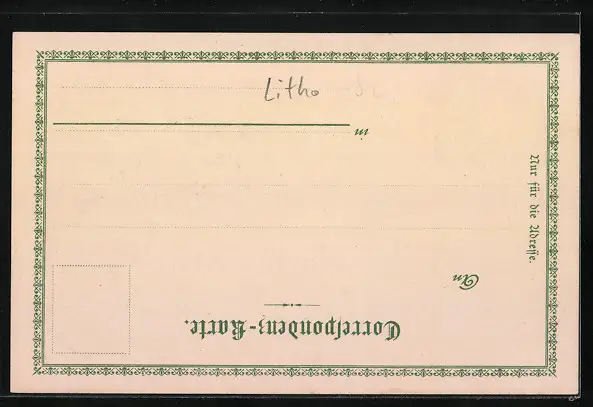 Correspondenz-Karte.
An
in
Nur für die Adresse.
Litho